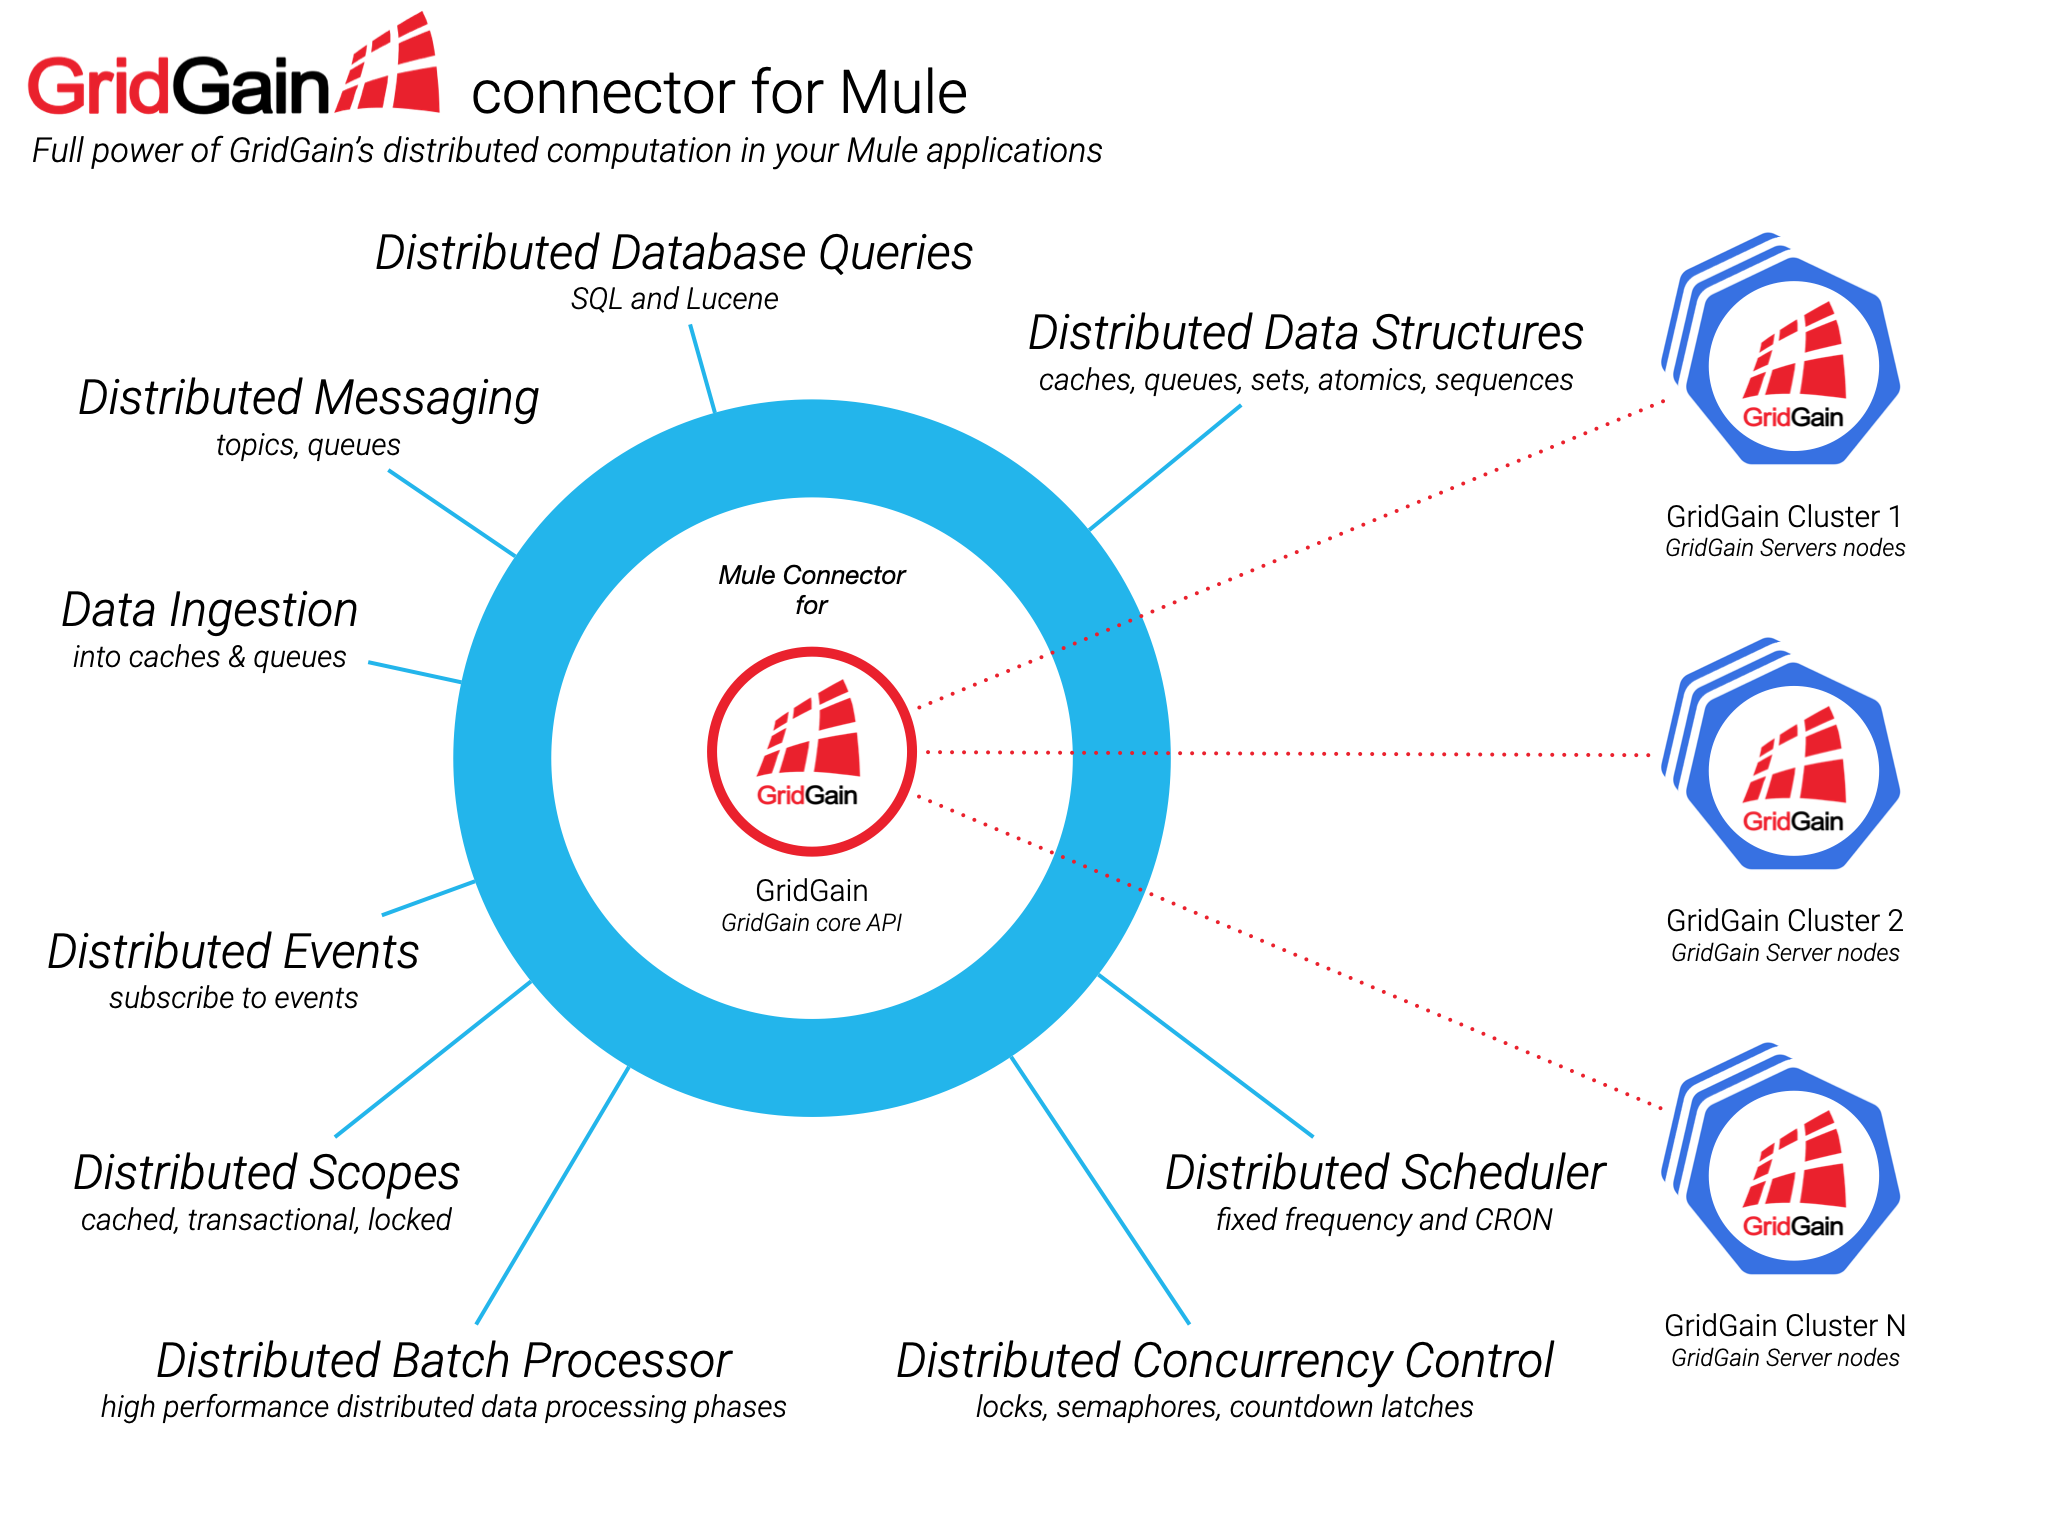 GridGain connector for Mule
Full power of GridGain's distributed computation in your Mule applications
Distributed Database Queries
SQL and Lucene
Distributed Data Structures
caches, queues, sets, atomics, sequences
Distributed Messaging
topics, queues
Data Ingestion
into caches & queues
Distributed Events
subscribe to events
Distributed Scopes
cached, transactional, locked
Distributed Batch Processor
high performance distributed data processing phases
Distributed Concurrency Control
locks, semaphores, countdown latches
Distributed Scheduler
fixed frequency and CRON
Mule Connector
for
GridGain
GridGain
GridGain core API
GridGain
GridGain Cluster 1
GridGain Servers nodes
GridGain
GridGain Cluster 2
GridGain Server nodes
GridGain
GridGain Cluster N
GridGain Server nodes